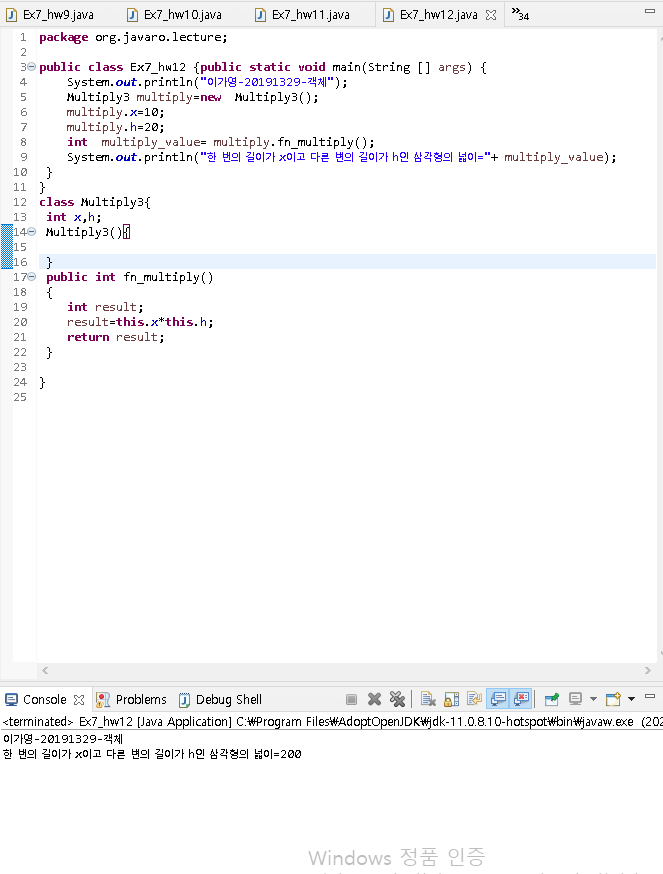 Ex7_hw9.java Ex7_hw10.java Ex7_hw11.java Ex7_hw12.java »34
1 package org.javaro.lecture;
2
3 public class Ex7_hw12 {public static void main(String [] args) {
4 System.out.println("이가영-20191329-객체");
5 Multiply3 multiply=new  Multiply3();
6 multiply.x=10;
7 multiply.h=20;
8 int  multiply_value= multiply.fn_multiply();
9 System.out.println("한 변의 길이가 x이고 다른 변의 길이가 h인 삼각형의 넓이="+ multiply_value);
10 }
11 }
12 class Multiply3{
13 int x,h;
14 Multiply3(){
15
16 }
17 public int fn_multiply()
18 {
19 int result;
20 result=this.x*this.h;
21 return result;
22 }
23
24 }
25
Console Problems Debug Shell
<terminated> Ex7_hw12 [Java Application] C:₩Program Files₩AdoptOpenJDK₩jdk-11.0.8.10-hotspot₩bin₩javaw.exe (202
이가영-20191329-객체
한 변의 길이가 x이고 다른 변의 길이가 h인 삼각형의 넓이=200
Windows 정품 인증